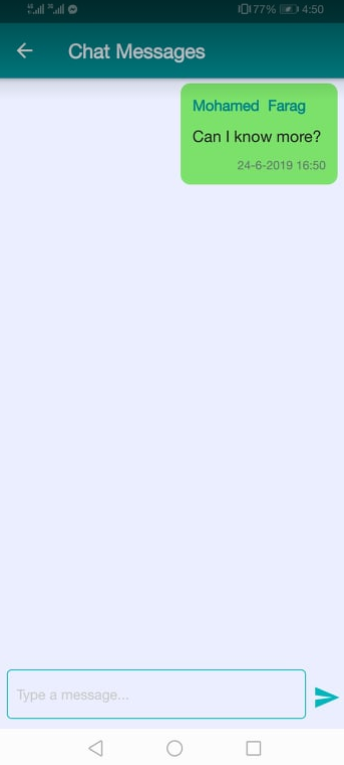 77% 4:50
Chat Messages
Mohamed Farag
Can I know more?
24-6-2019 16:50
Type a message...